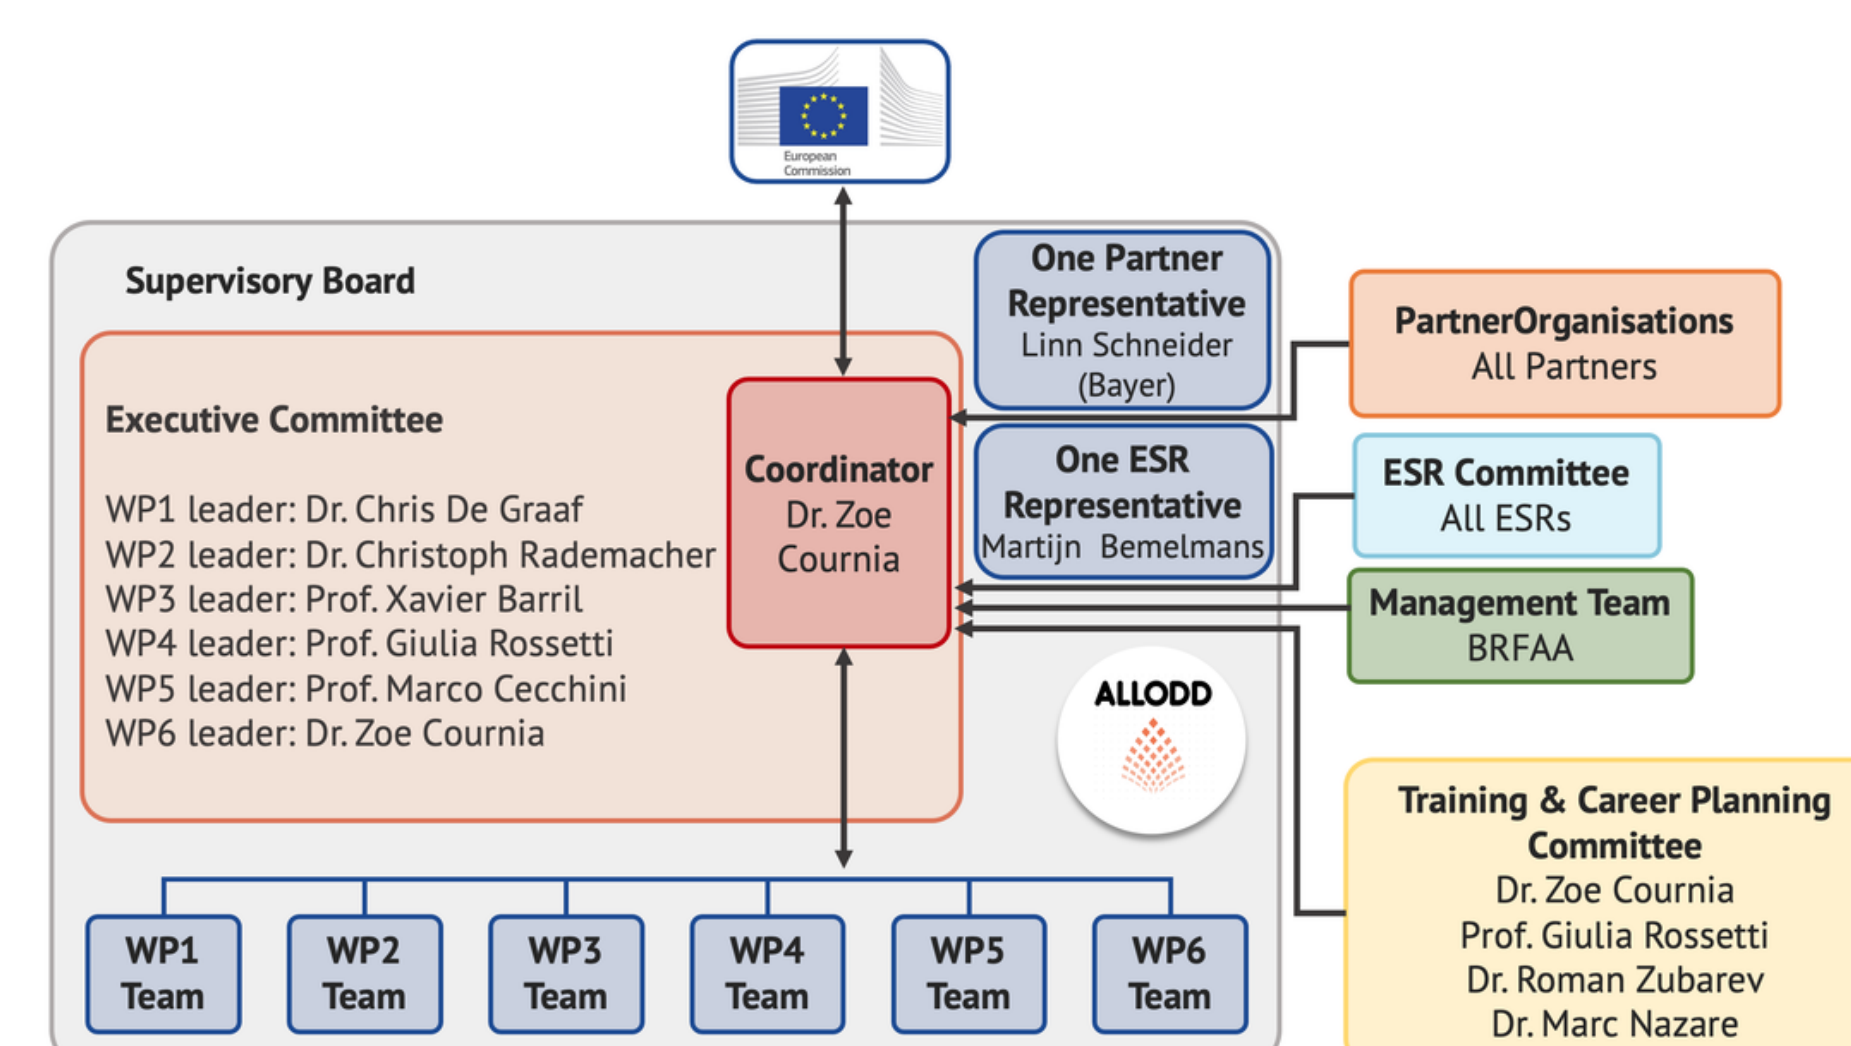 European
Commission
Supervisory Board
One Partner
Representative
Linn Schneider
(Bayer)
PartnerOrganisations
All Partners
Executive Committee
WP1 leader: Dr. Chris De Graaf
WP2 leader: Dr. Christoph Rademacher
WP3 leader: Prof. Xavier Barril
WP4 leader: Prof. Giulia Rossetti
WP5 leader: Prof. Marco Cecchini
WP6 leader: Dr. Zoe Cournia
Coordinator
Dr. Zoe
Cournia
One ESR
Representative
Martijn Bemelmans
ESR Committee
All ESRs
Management Team
BRFAA
ALLODD
Training & Career Planning
Committee
Dr. Zoe Cournia
Prof. Giulia Rossetti
Dr. Roman Zubarev
Dr. Marc Nazare
WP1
Team
WP2
Team
WP3
Team
WP4
Team
WP5
Team
WP6
Team